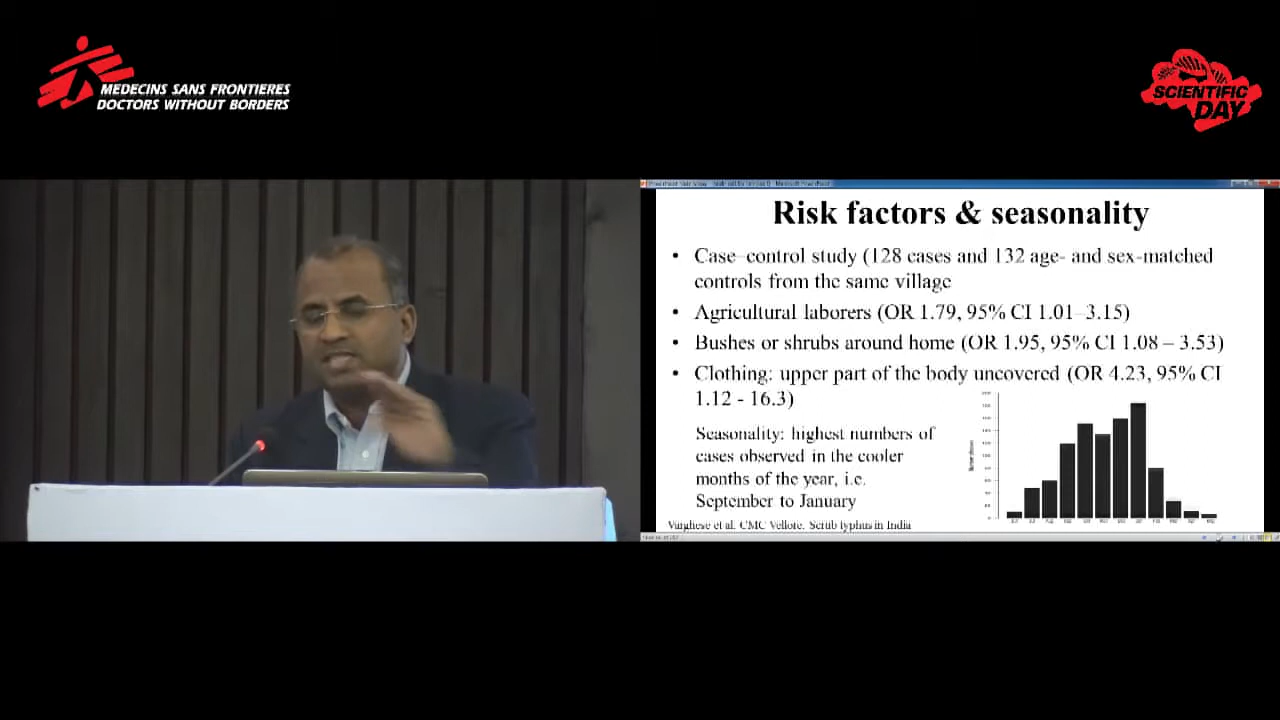 MEDECINS SANS FRONTIERES
DOCTORS WITHOUT BORDERS
SCIENTIFIC
DAY
Risk factors & seasonality
• Case–control study (128 cases and 132 age- and sex-matched
controls from the same village
• Agricultural laborers (OR 1.79, 95% CI 1.01–3.15)
• Bushes or shrubs around home (OR 1.95, 95% CI 1.08 – 3.53)
• Clothing: upper part of the body uncovered (OR 4.23, 95% CI
1.12 - 16.3)
Seasonality: highest numbers of
cases observed in the cooler
months of the year, i.e.
September to January
Varghese et al. CMC Vellore. Scrub typhus in India